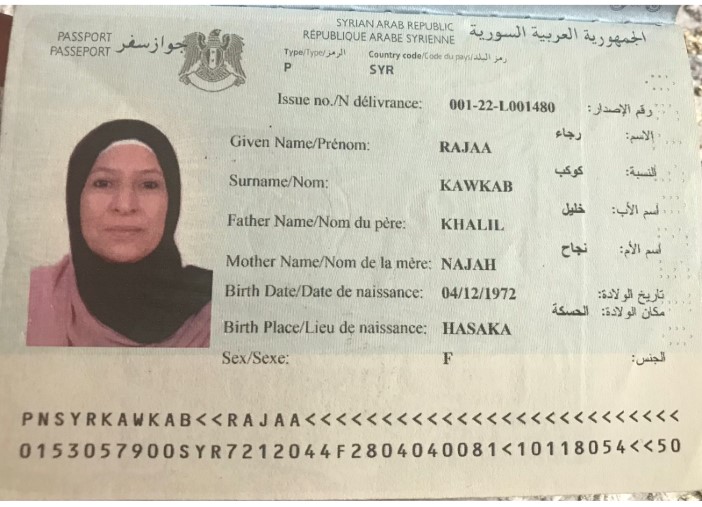 PASSPORT
PASSEPORT
جواز سفر
SYRIAN ARAB REPUBLIC
RÉPUBLIQUE ARABE SYRIENNE
الجمهورية العربية السورية
Type/Type/الرمز Country code/Code du pays/رمز البلد
P SYR
Issue no./N délivrance: 001-22-L001480 رقم الإصدار:
Given Name/Prénom: RAJAA رجاء الاسم:
Surname/Nom: KAWKAB كوكب النسبة:
Father Name/Nom du père: KHALIL خليل أسم الأب:
Mother Name/Nom de la mère: NAJAH نجاح أسم الأم:
Birth Date/Date de naissance: 04/12/1972 تاريخ الولادة:
Birth Place/Lieu de naissance: HASAKA الحسكة مكان الولادة:
Sex/Sexe: F الجنس:
PNSYRKAWKAB<<RAJAA<<<<<<<<<<<<<<<<<<<<<<<<<<
0153057900SYR7212044F2804040081<10118054<<50